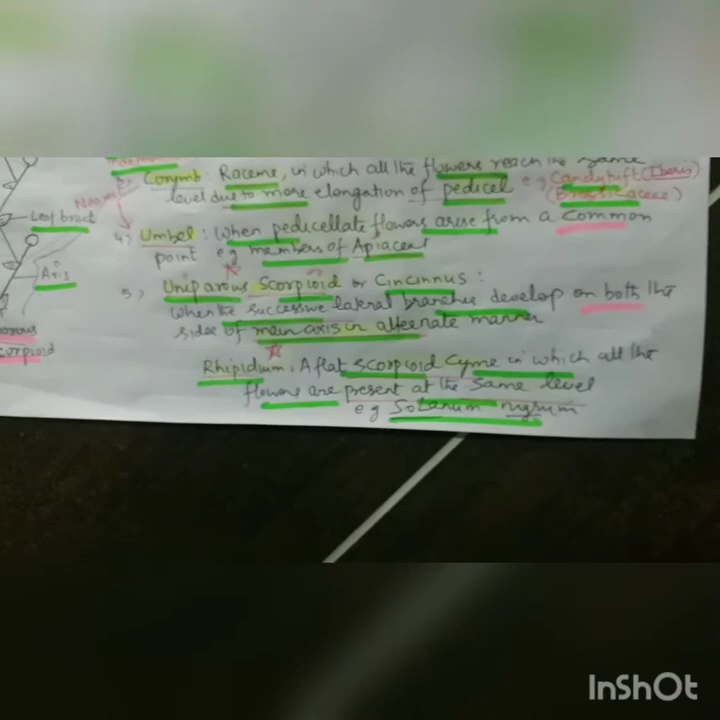 Corymb : Raceme, in which all the flowers reach the same
level due to more elongation of pedicel e.g Candytuft (Iberis)
(Brassicaceae)
4) Umbel : When pedicellate flowers arise from a common
point eg members of Apiaceae
5) Uniparous Scorpioid or Cincinnus :
when the successive lateral branches develop on both the
sides of main axis in alternate manner
Rhipidium : A flat scorpioid cyme in which all the
flowers are present at the same level
eg Solanum nigrum
Leaf bract
Axis
InShOt